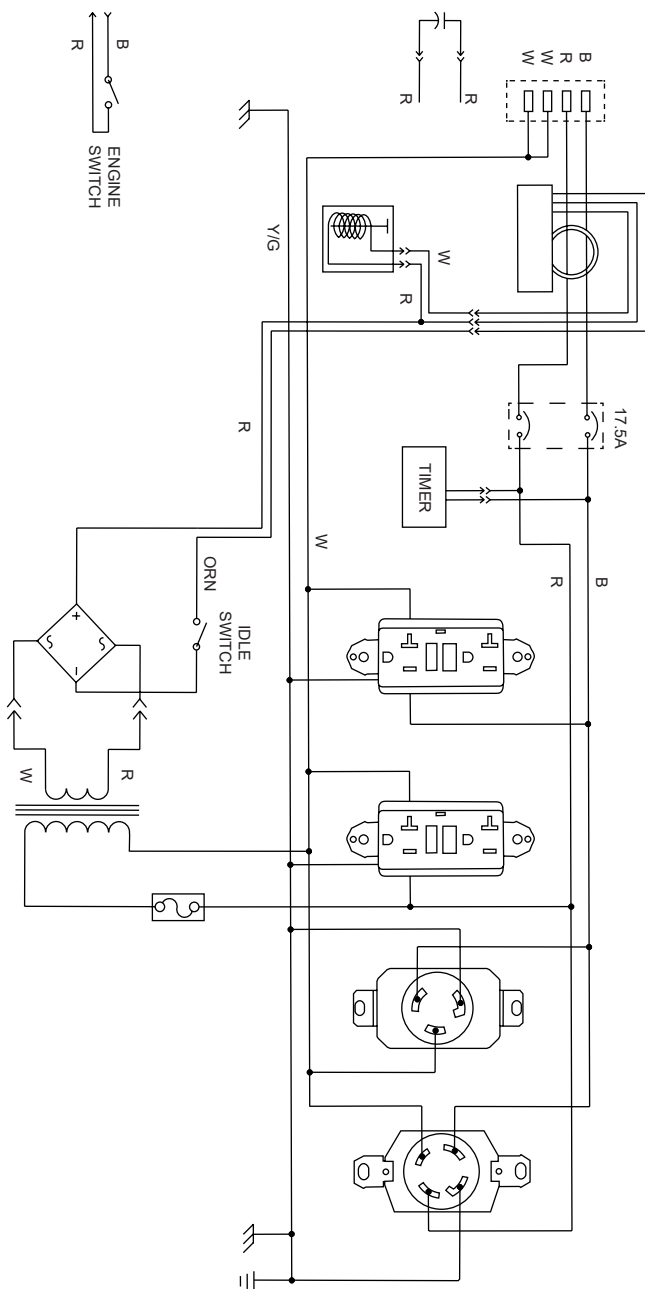 B
R
ENGINE
SWITCH
R
R
W
W
R
B
Y/G
W
R
17.5A
TIMER
R
W
R
B
ORN
IDLE
SWITCH
+
−
W
R